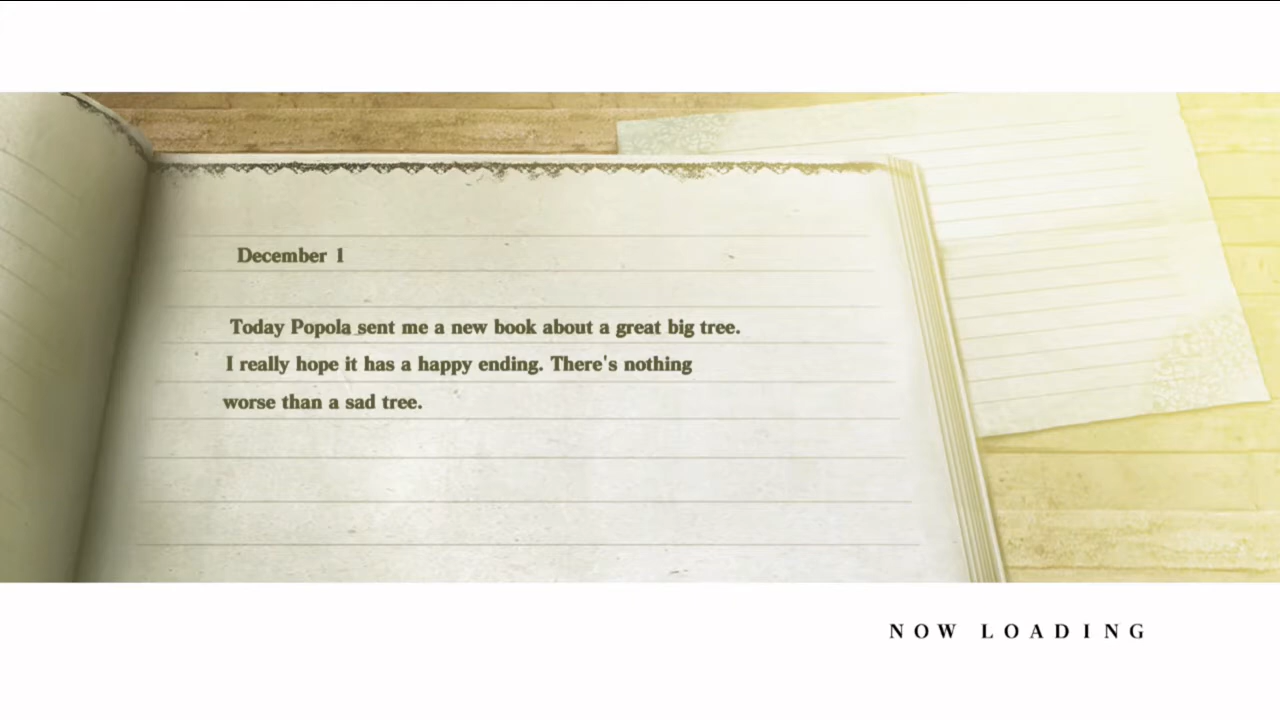 December 1
Today Popola sent me a new book about a great big tree.
I really hope it has a happy ending. There's nothing
worse than a sad tree.
NOW LOADING